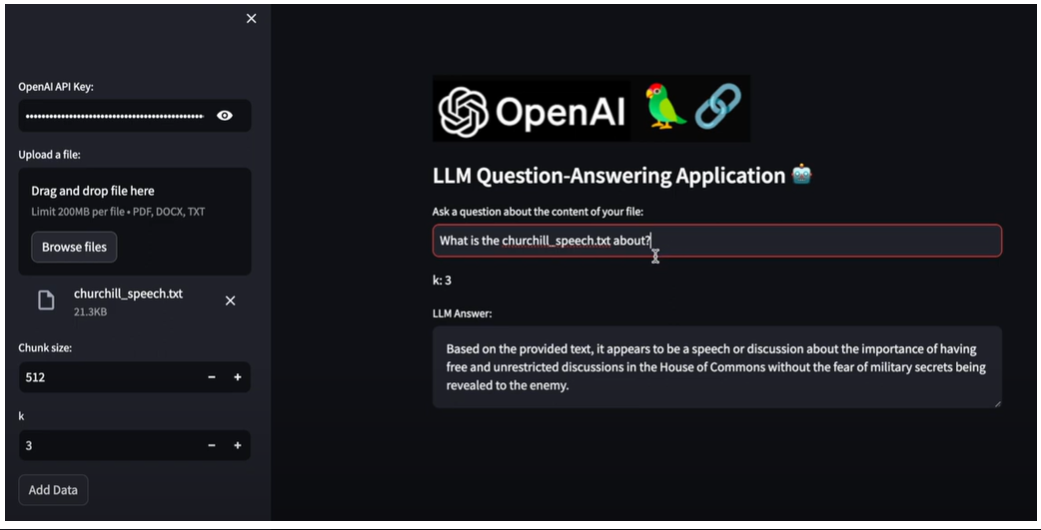 OpenAI API Key:
Upload a file:
Drag and drop file here
Limit 200MB per file • PDF, DOCX, TXT
Browse files
churchill_speech.txt
21.3KB
Chunk size:
512
k
3
Add Data
OpenAI
LLM Question-Answering Application
Ask a question about the content of your file:
What is the churchill_speech.txt about?
k: 3
LLM Answer:
Based on the provided text, it appears to be a speech or discussion about the importance of having
free and unrestricted discussions in the House of Commons without the fear of military secrets being
revealed to the enemy.